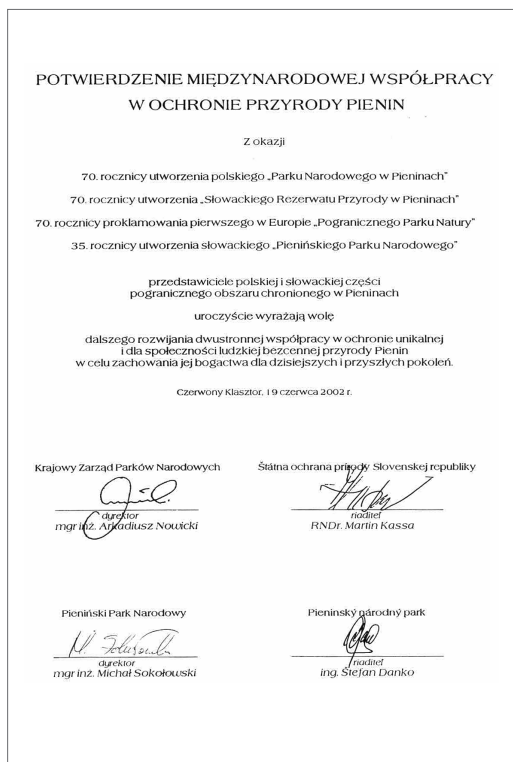 POTWIERDZENIE MIĘDZYNARODOWEJ WSPÓŁPRACY
W OCHRONIE PRZYRODY PIENIN
Z okazji
70. rocznicy utworzenia polskiego „Parku Narodowego w Pieninach"
70. rocznicy utworzenia „Słowackiego Rezerwatu Przyrody w Pieninach"
70. rocznicy proklamowania pierwszego w Europie „Pogranicznego Parku Natury"
35. rocznicy utworzenia słowackiego „Pienińskiego Parku Narodowego"
przedstawiciele polskiej i słowackiej części
pogranicznego obszaru chronionego w Pieninach
uroczyście wyrażają wolę
dalszego rozwijania dwustronnej współpracy w ochronie unikalnej
i dla społeczności ludzkiej bezcennej przyrody Pienin
w celu zachowania jej bogactwa dla dzisiejszych i przyszłych pokoleń.
Czerwony Klasztor, 19 czerwca 2002 r.
Krajowy Zarząd Parków Narodowych
dyrektor
mgr inż. Arkadiusz Nowicki
Štátna ochrana prírody Slovenskej republiky
riaditeľ
RNDr. Martin Kassa
Pieniński Park Narodowy
M. Sokołowski
dyrektor
mgr inż. Michał Sokołowski
Pieninský národný park
riaditeľ
ing. Štefan Danko